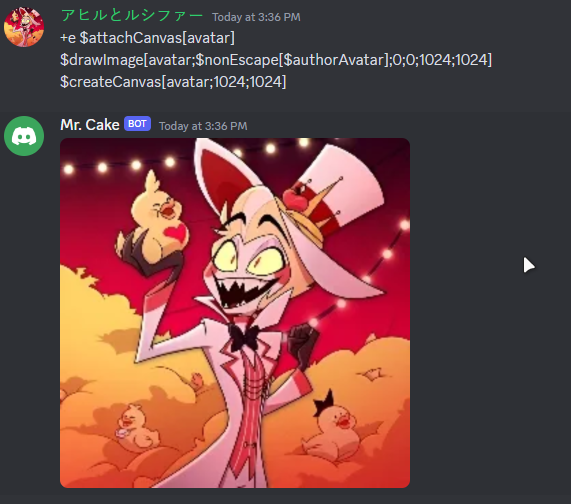 アヒルとルシファー Today at 3:36 PM
+e $attachCanvas[avatar]
$drawImage[avatar;$nonEscape[$authorAvatar];0;0;1024;1024]
$createCanvas[avatar;1024;1024]
Mr. Cake BOT Today at 3:36 PM